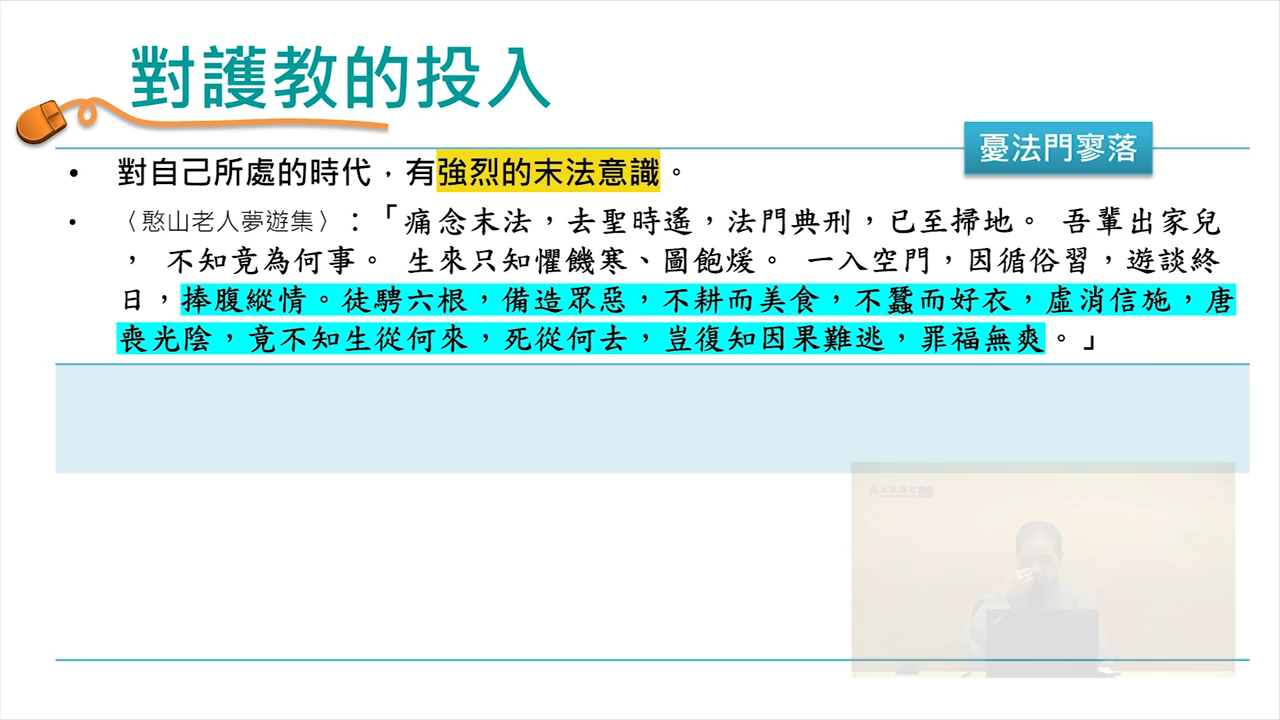 對護教的投入
憂法門寥落
• 對自己所處的時代，有強烈的末法意識。
• 〈憨山老人夢遊集〉：「痛念末法，去聖時遙，法門典刑，已至掃地。 吾輩出家兒
， 不知竟為何事。 生來只知懼饑寒、圖飽煖。 一入空門，因循俗習，遊談終
日，捧腹縱情。徒騁六根，備造眾惡，不耕而美食，不蠶而好衣，虛消信施，唐
喪光陰，竟不知生從何來，死從何去，豈復知因果難逃，罪福無爽。」